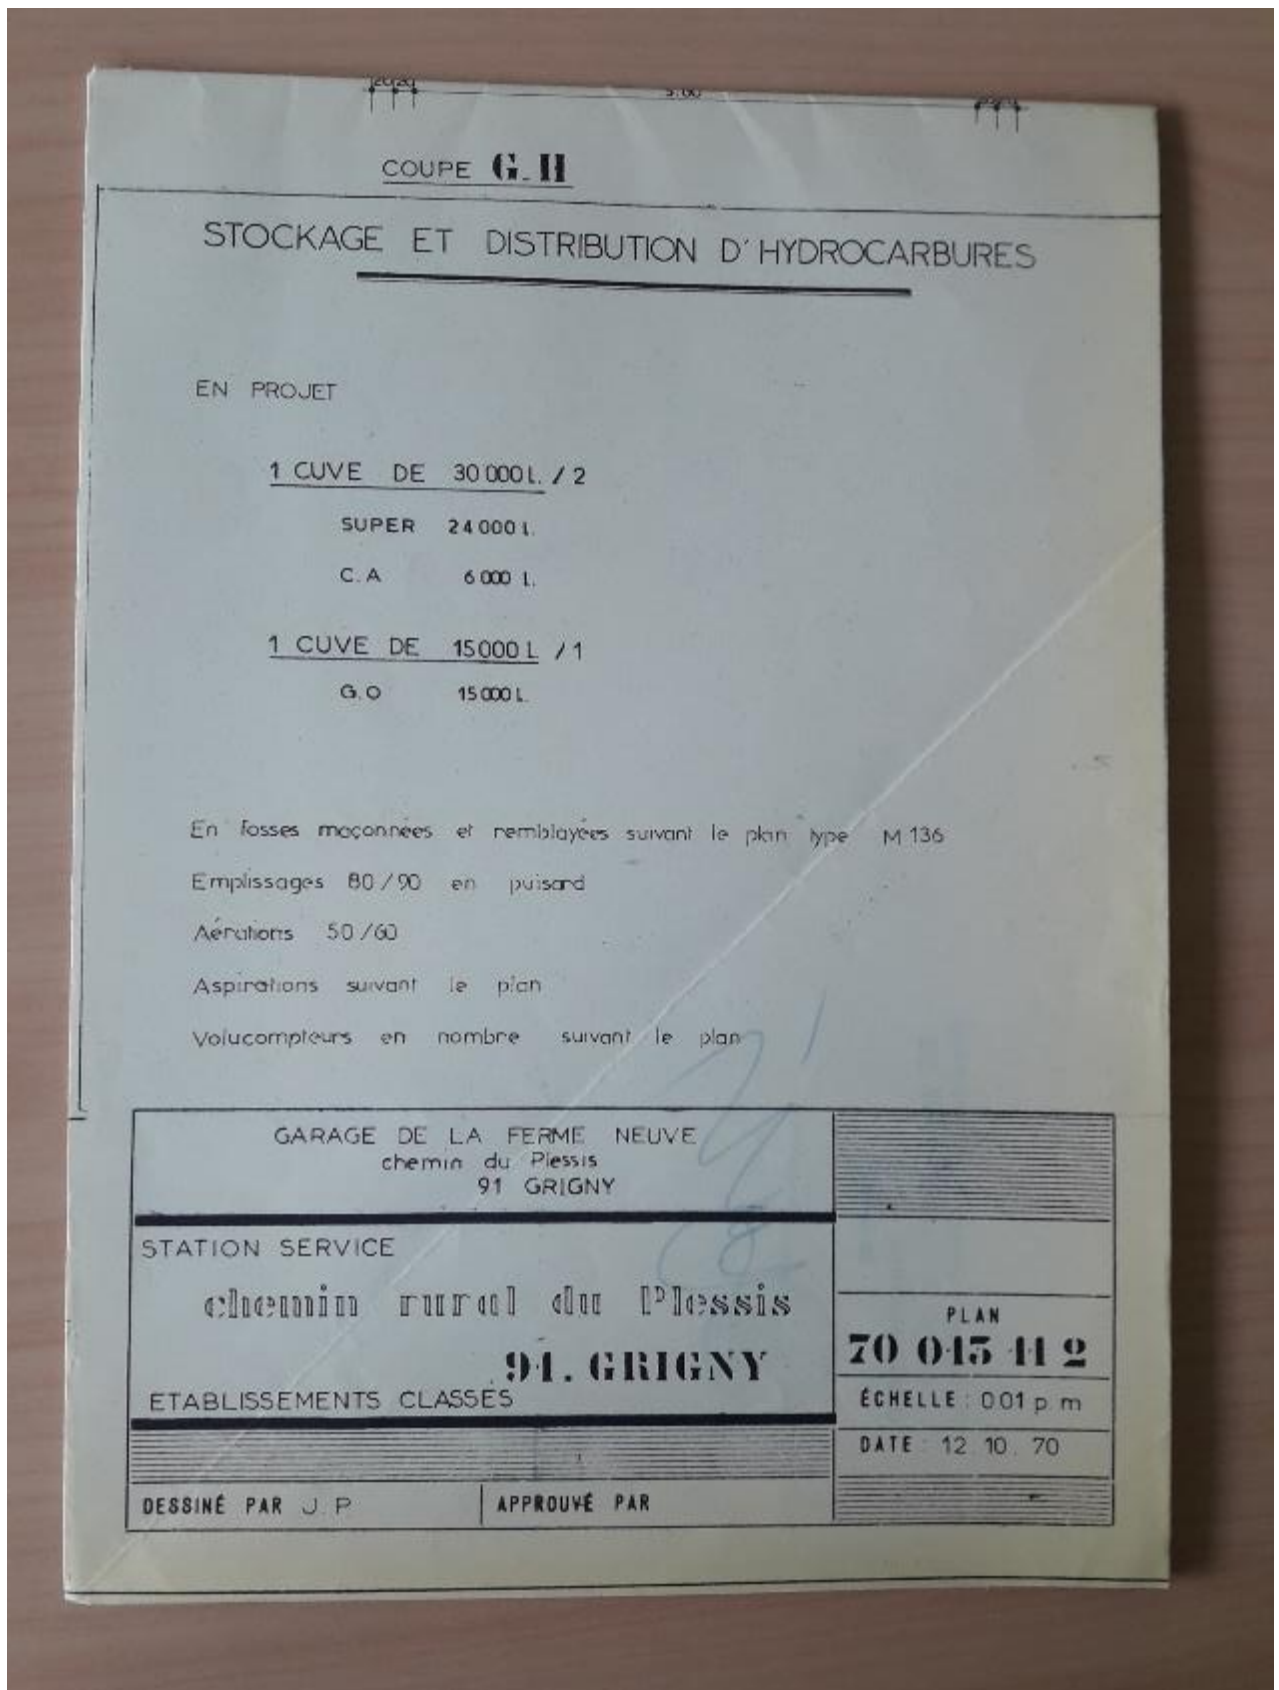 5.00
COUPE G.H
STOCKAGE ET DISTRIBUTION D'HYDROCARBURES
EN PROJET
1 CUVE DE 30 000 L. / 2
SUPER 24 000 L.
C.A 6 000 L.
1 CUVE DE 15 000 L / 1
G.O 15 000 L.
En fosses maçonnées et remblayées suivant le plan type M 136
Emplissages 80/90 en puisard
Aérations 50/60
Aspirations suivant le plan
Volucompteurs en nombre suivant le plan
GARAGE DE LA FERME NEUVE
chemin du Plessis
91 GRIGNY
STATION SERVICE
chemin rural du Plessis
91. GRIGNY
ETABLISSEMENTS CLASSES
PLAN
70 013 11 2
ÉCHELLE : 0.01 p m
DATE : 12 10. 70
DESSINÉ PAR J. P
APPROUVÉ PAR